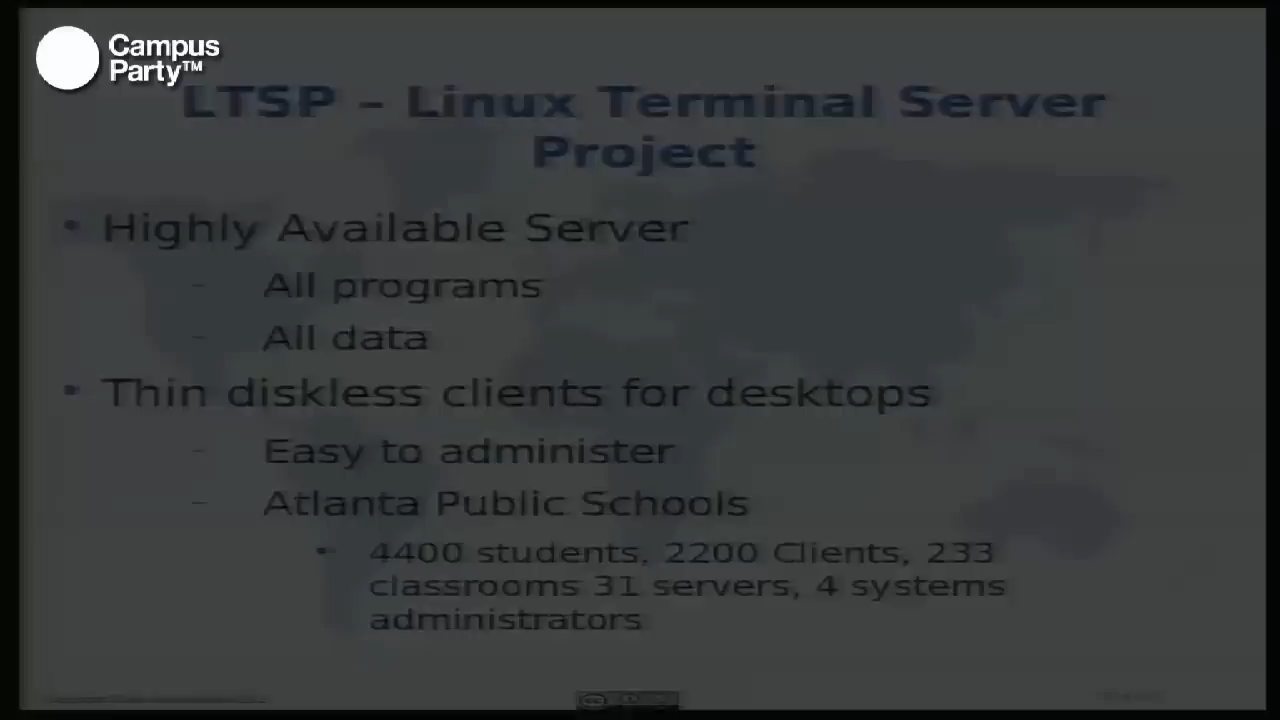 Campus
Party™
LTSP – Linux Terminal Server
Project
• Highly Available Server
– All programs
– All data
• Thin diskless clients for desktops
– Easy to administer
– Atlanta Public Schools
• 4400 students, 2200 Clients, 233
classrooms 31 servers, 4 systems
administrators